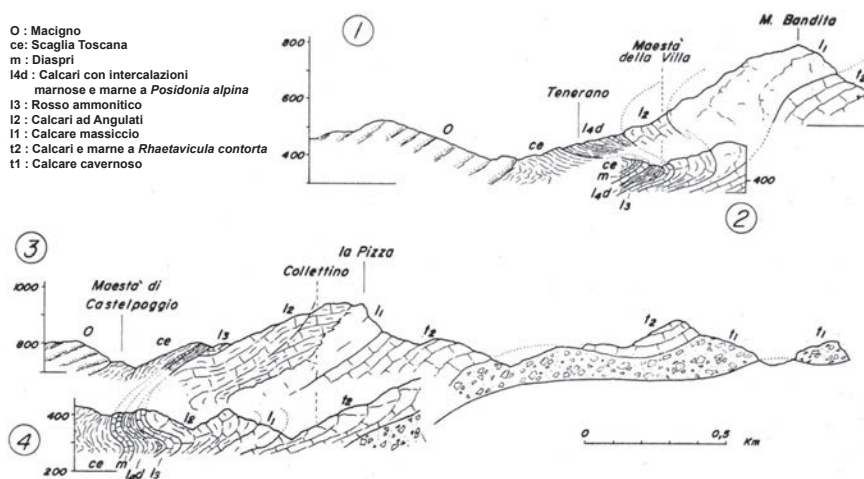 O : Macigno
ce: Scaglia Toscana
m : Diaspri
l4d : Calcari con intercalazioni
marnose e marne a Posidonia alpina
l3 : Rosso ammonitico
l2 : Calcari ad Angulati
l1 : Calcare massiccio
t2 : Calcari e marne a Rhaetavicula contorta
t1 : Calcare cavernoso
1
M. Bandita
Maestà
della Villa
Tenerano
800
600
400
O
ce
l4d
l2
l1
t2
ce
m
l4d
l3
400
2
3
la Pizza
Collettino
Maestà di
Castelpoggio
1000
800
O
ce
l3
l2
l1
t2
t2
t1
t1
4
400
200
l2
l1
t2
ce m l4d l3
0 0,5
Km